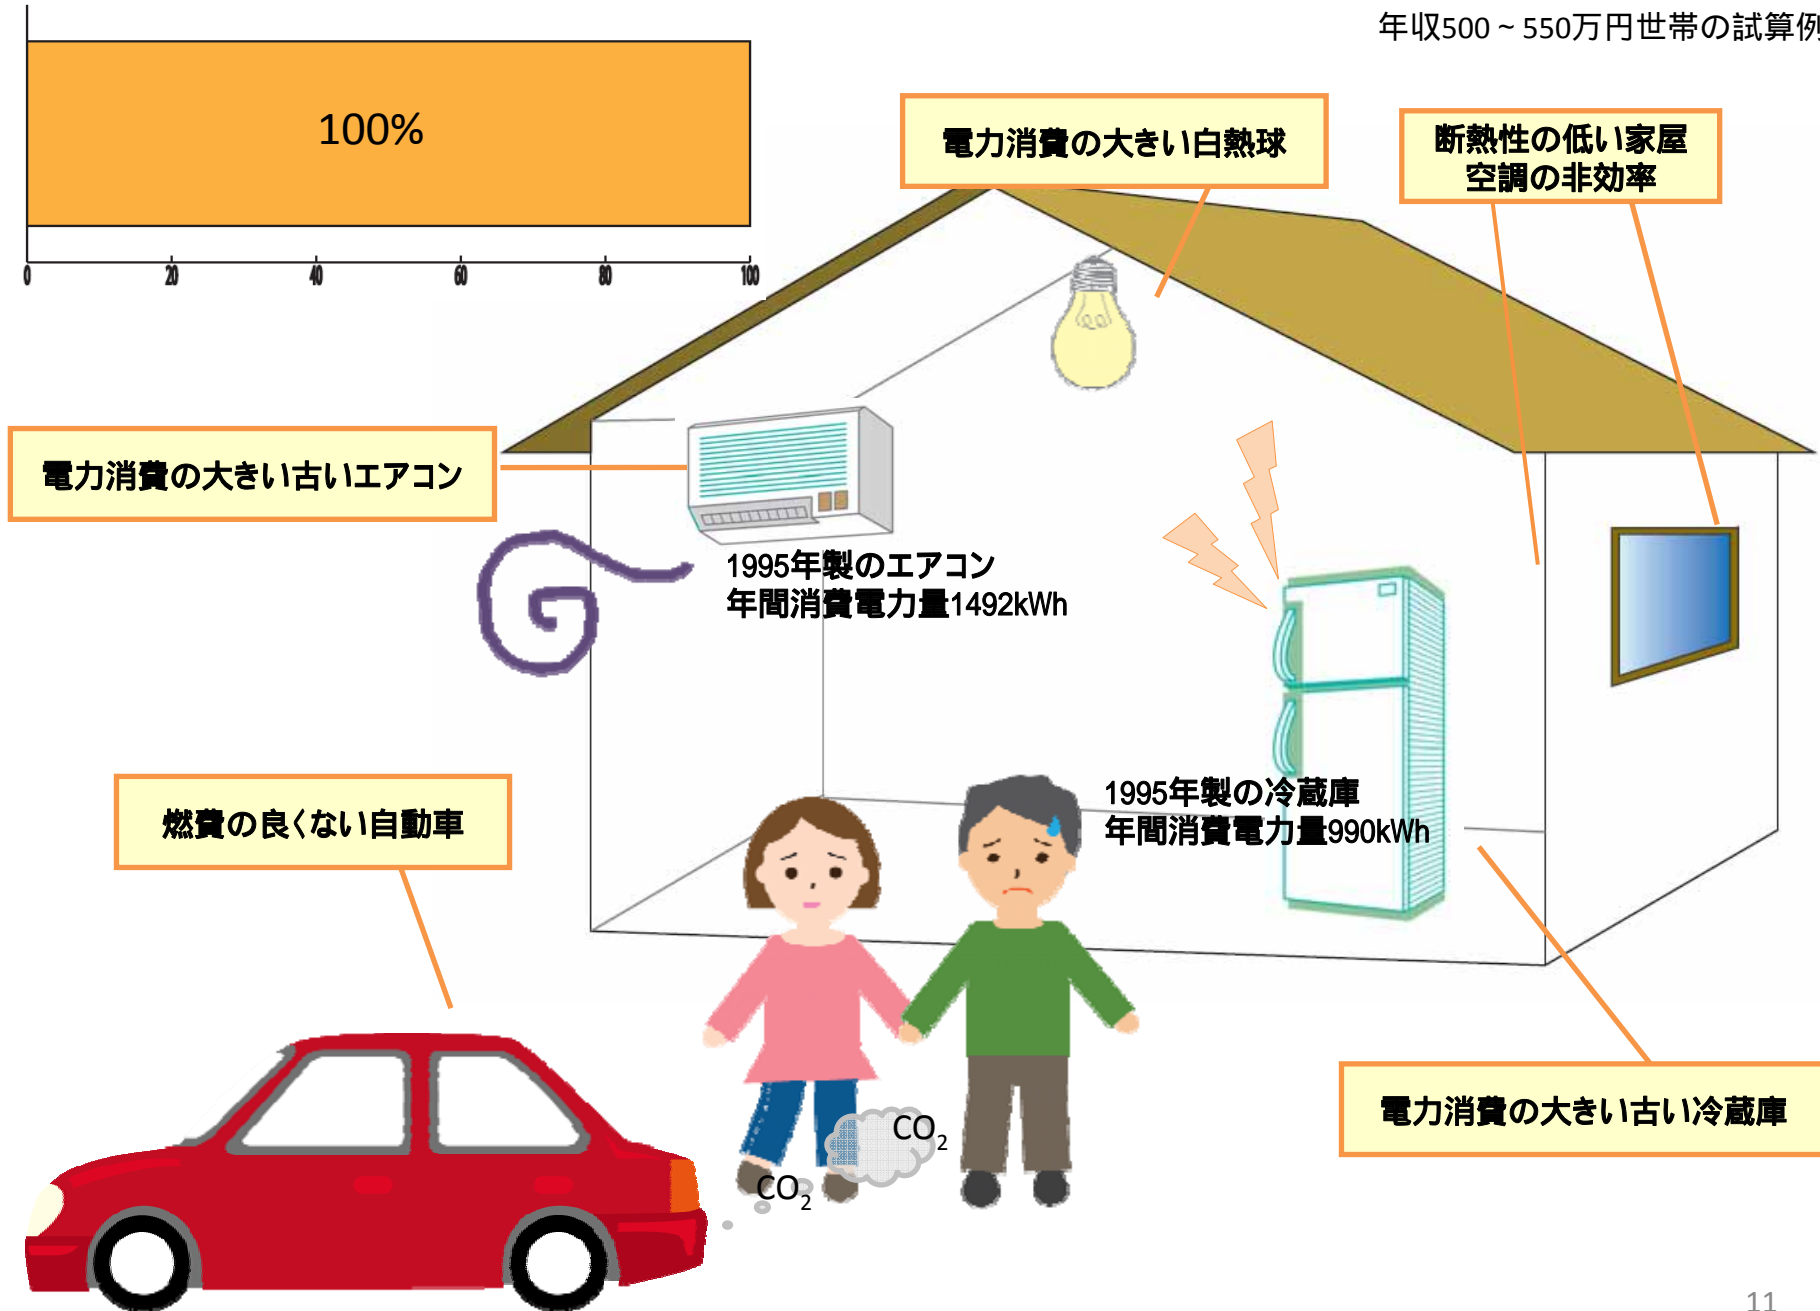 年収500~550万円世帯の試算例
100%
0 20 40 60 80 100
電力消費の大きい白熱球
断熱性の低い家屋
空調の非効率
電力消費の大きい古いエアコン
1995年製のエアコン
年間消費電力量1492kWh
燃費の良くない自動車
1995年製の冷蔵庫
年間消費電力量990kWh
電力消費の大きい古い冷蔵庫
CO₂
CO₂
11